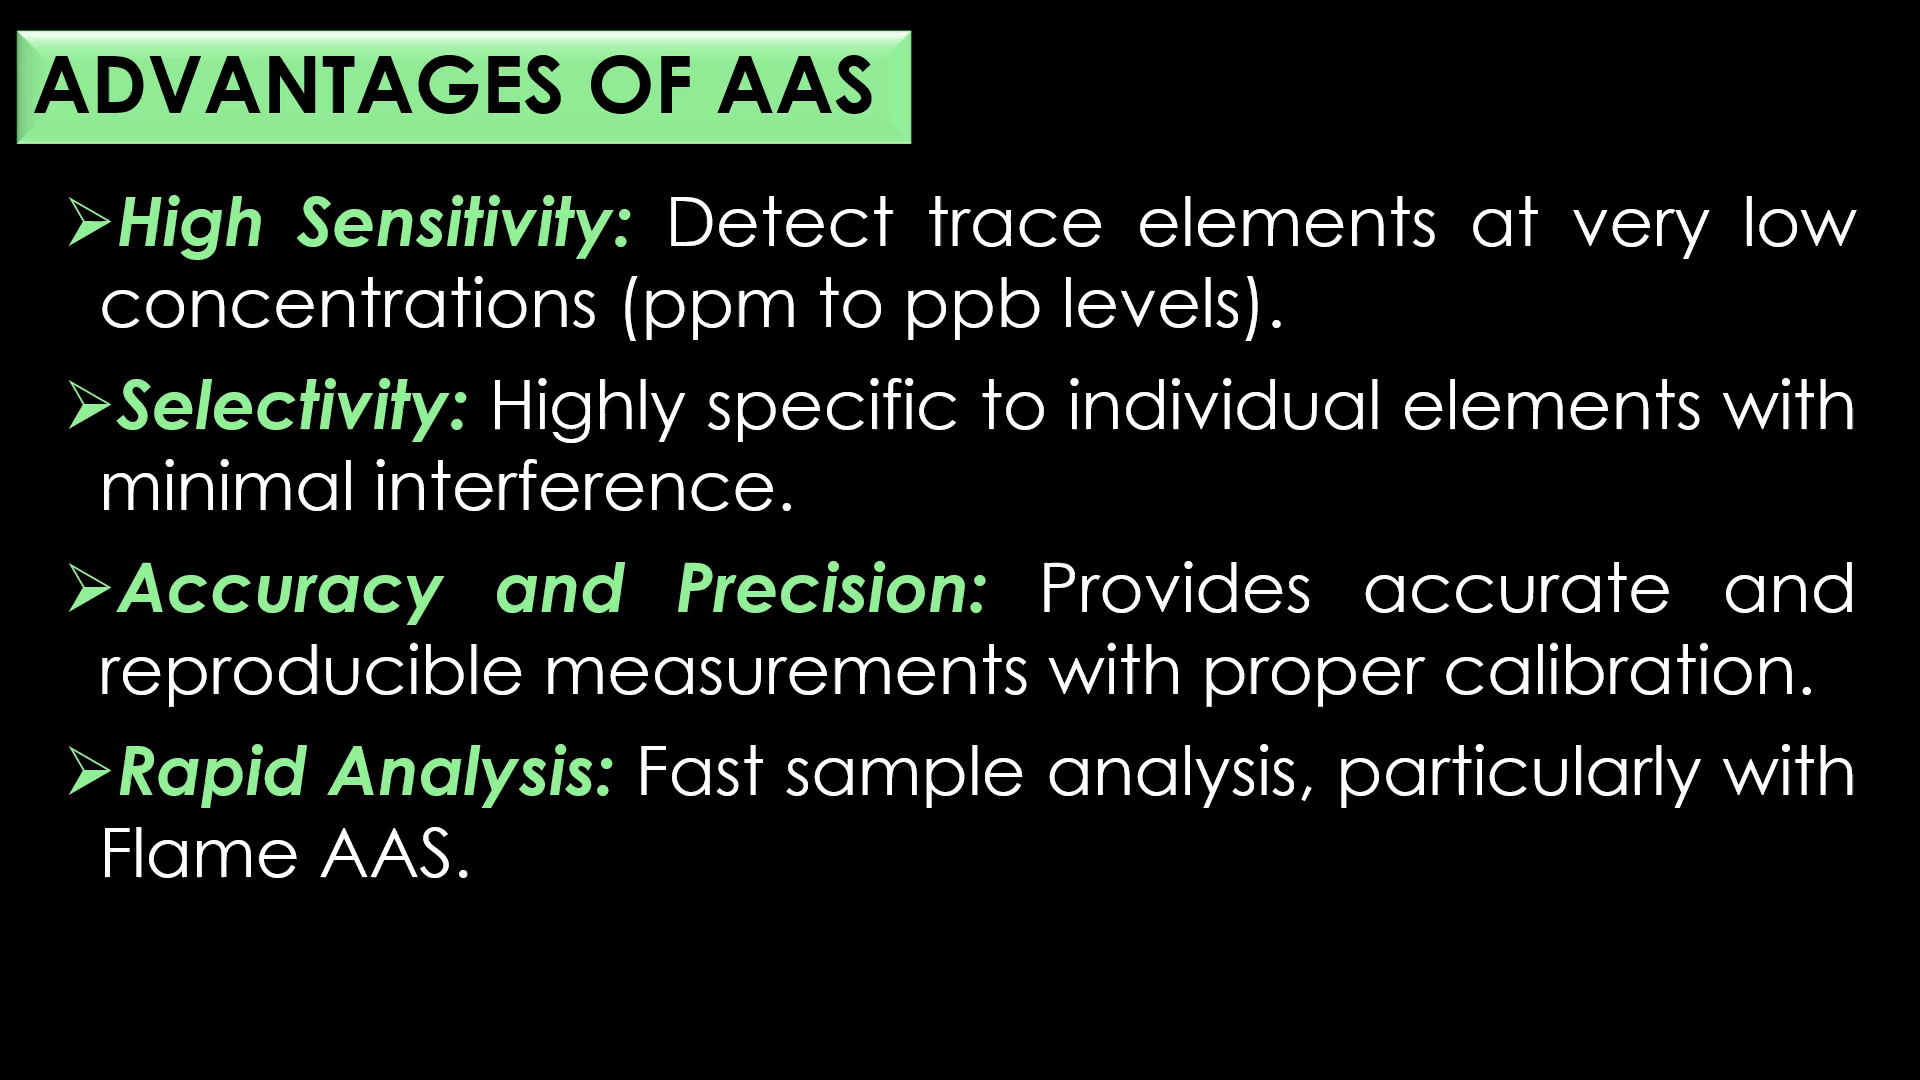 ADVANTAGES OF AAS
➢High Sensitivity: Detect trace elements at very low
concentrations (ppm to ppb levels).
➢Selectivity: Highly specific to individual elements with
minimal interference.
➢Accuracy and Precision: Provides accurate and
reproducible measurements with proper calibration.
➢Rapid Analysis: Fast sample analysis, particularly with
Flame AAS.